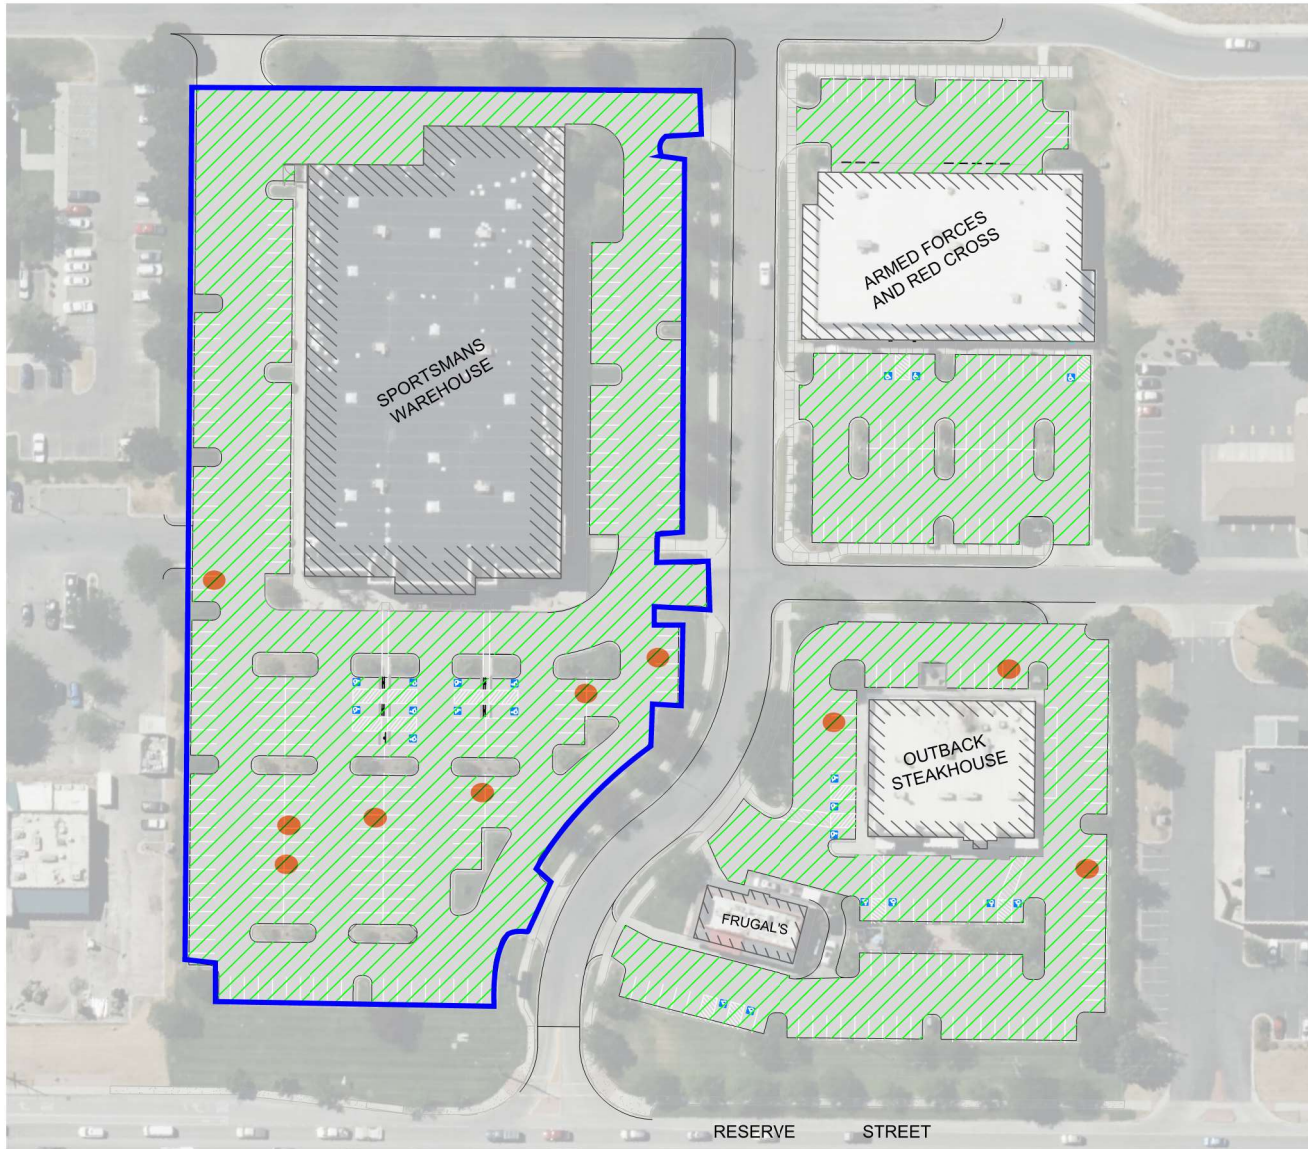 ARMED FORCES
AND RED CROSS
SPORTSMANS
WAREHOUSE
OUTBACK
STEAKHOUSE
FRUGAL'S
RESERVE STREET